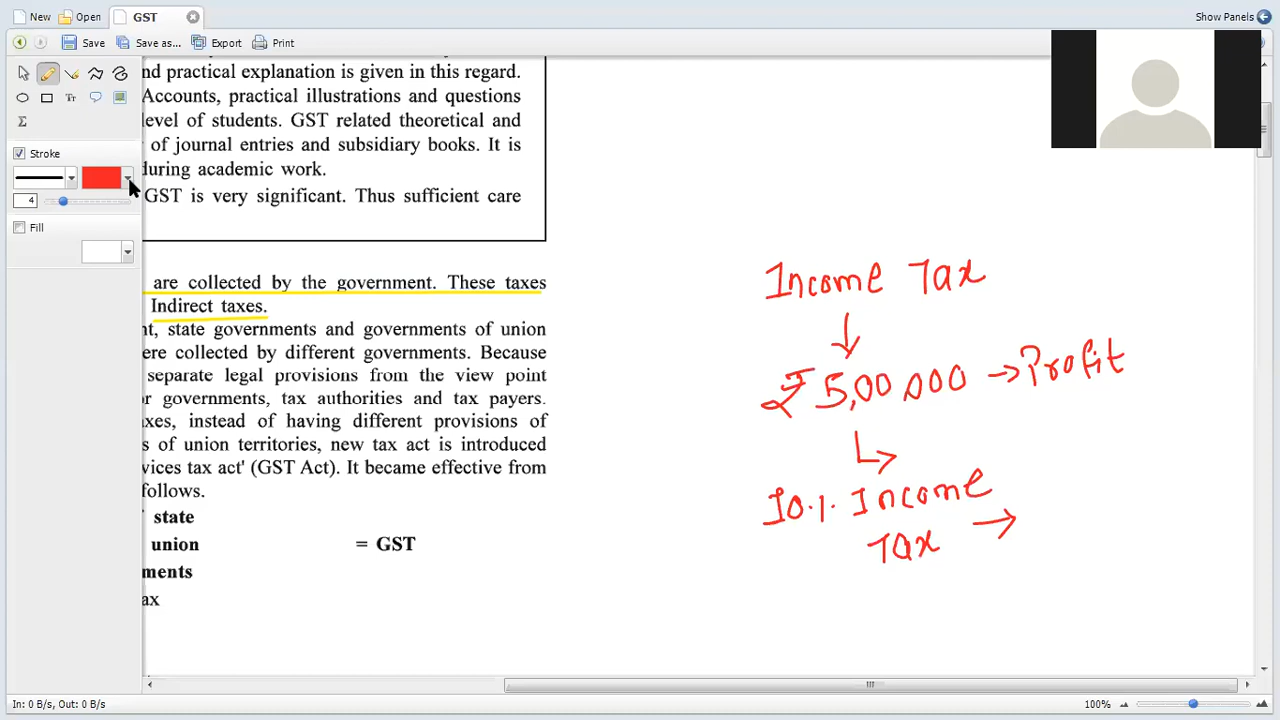 New
Open
GST
Show Panels
Save
Save as...
Export
Print
Stroke
4
Fill
nd practical explanation is given in this regard.
Accounts, practical illustrations and questions
level of students. GST related theoretical and
of journal entries and subsidiary books. It is
during academic work.
GST is very significant. Thus sufficient care
are collected by the government. These taxes
Indirect taxes.
nt, state governments and governments of union
ere collected by different governments. Because
separate legal provisions from the view point
or governments, tax authorities and tax payers.
axes, instead of having different provisions of
s of union territories, new tax act is introduced
vices tax act' (GST Act). It became effective from
follows.
state
union = GST
ments
ax
Income Tax
₹ 5,00,000 → Profit
10.1. Income
Tax →
In: 0 B/s, Out: 0 B/s
100%